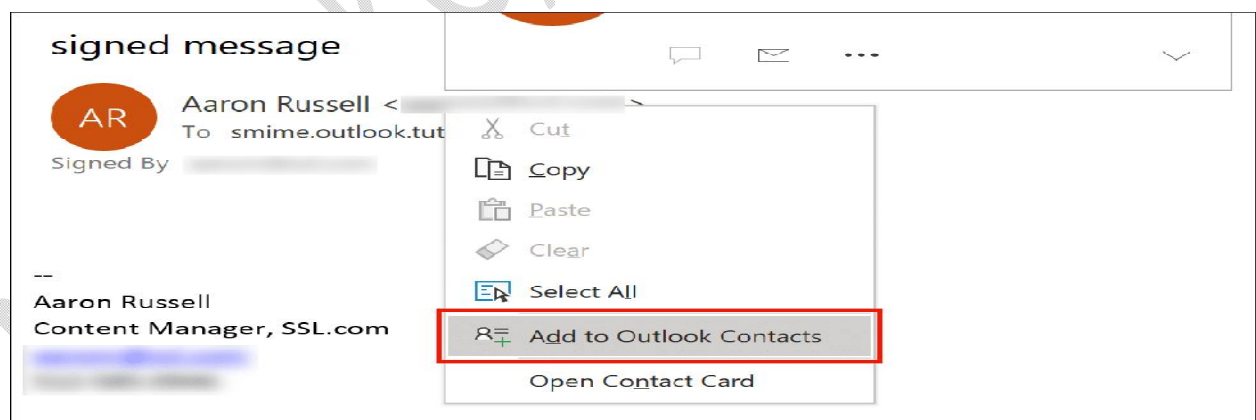 signed message
AR
Aaron Russell <
>
To smime.outlook.tut
Signed By
Cut
Copy
Paste
Clear
Select All
Add to Outlook Contacts
Open Contact Card
--
Aaron Russell
Content Manager, SSL.com